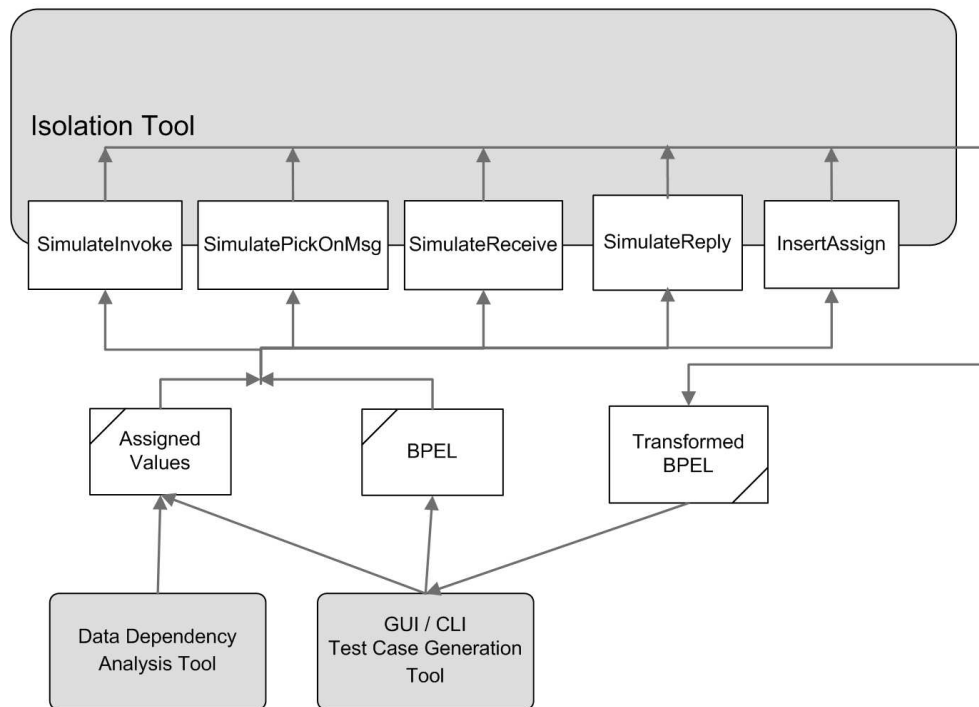 Isolation Tool
SimulateInvoke
SimulatePickOnMsg
SimulateReceive
SimulateReply
InsertAssign
Assigned
Values
BPEL
Transformed
BPEL
Data Dependency
Analysis Tool
GUI / CLI
Test Case Generation
Tool